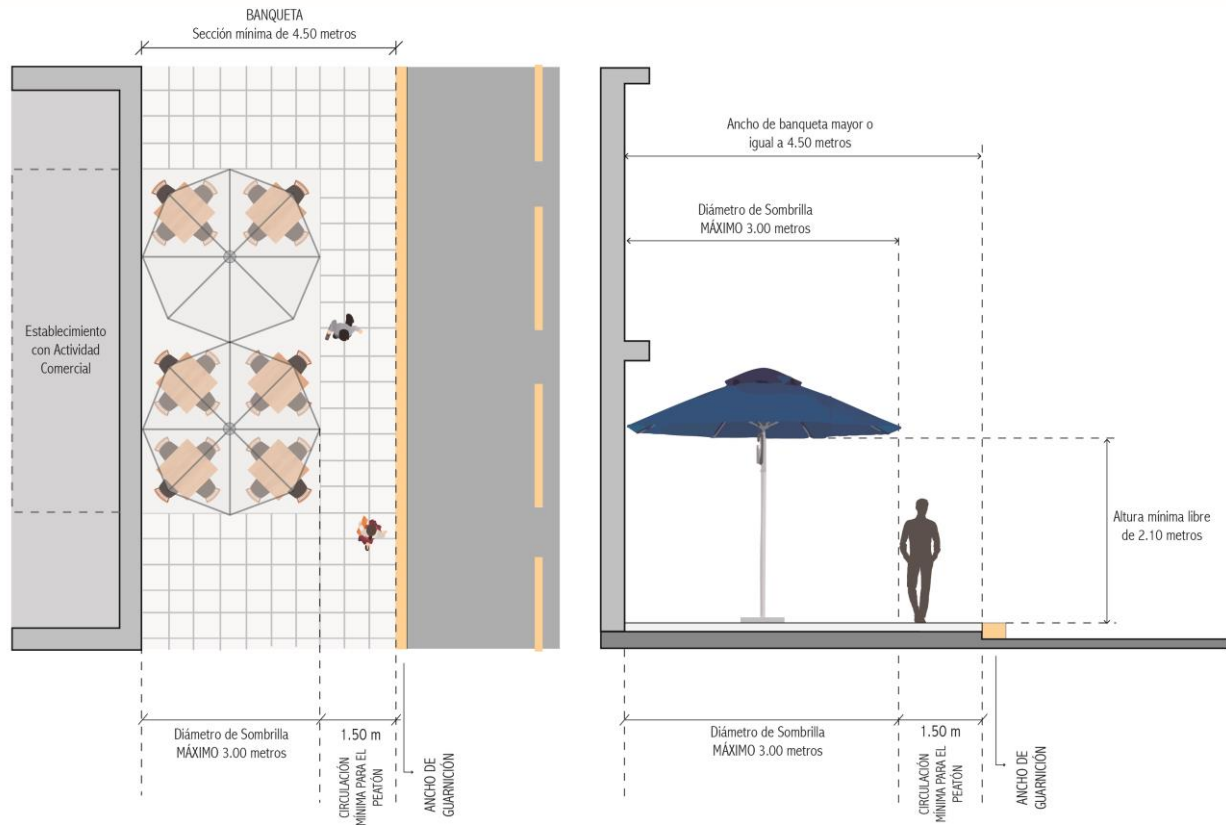 BANQUETA
Sección mínima de 4.50 metros
Establecimiento
con Actividad
Comercial
Diámetro de Sombrilla
MÁXIMO 3.00 metros
1.50 m
CIRCULACIÓN
MÍNIMA PARA EL
PEATÓN
ANCHO DE
GUARNICIÓN
Ancho de banqueta mayor o
igual a 4.50 metros
Diámetro de Sombrilla
MÁXIMO 3.00 metros
Altura mínima libre
de 2.10 metros
Diámetro de Sombrilla
MÁXIMO 3.00 metros
1.50 m
CIRCULACIÓN
MÍNIMA PARA EL
PEATÓN
ANCHO DE
GUARNICIÓN